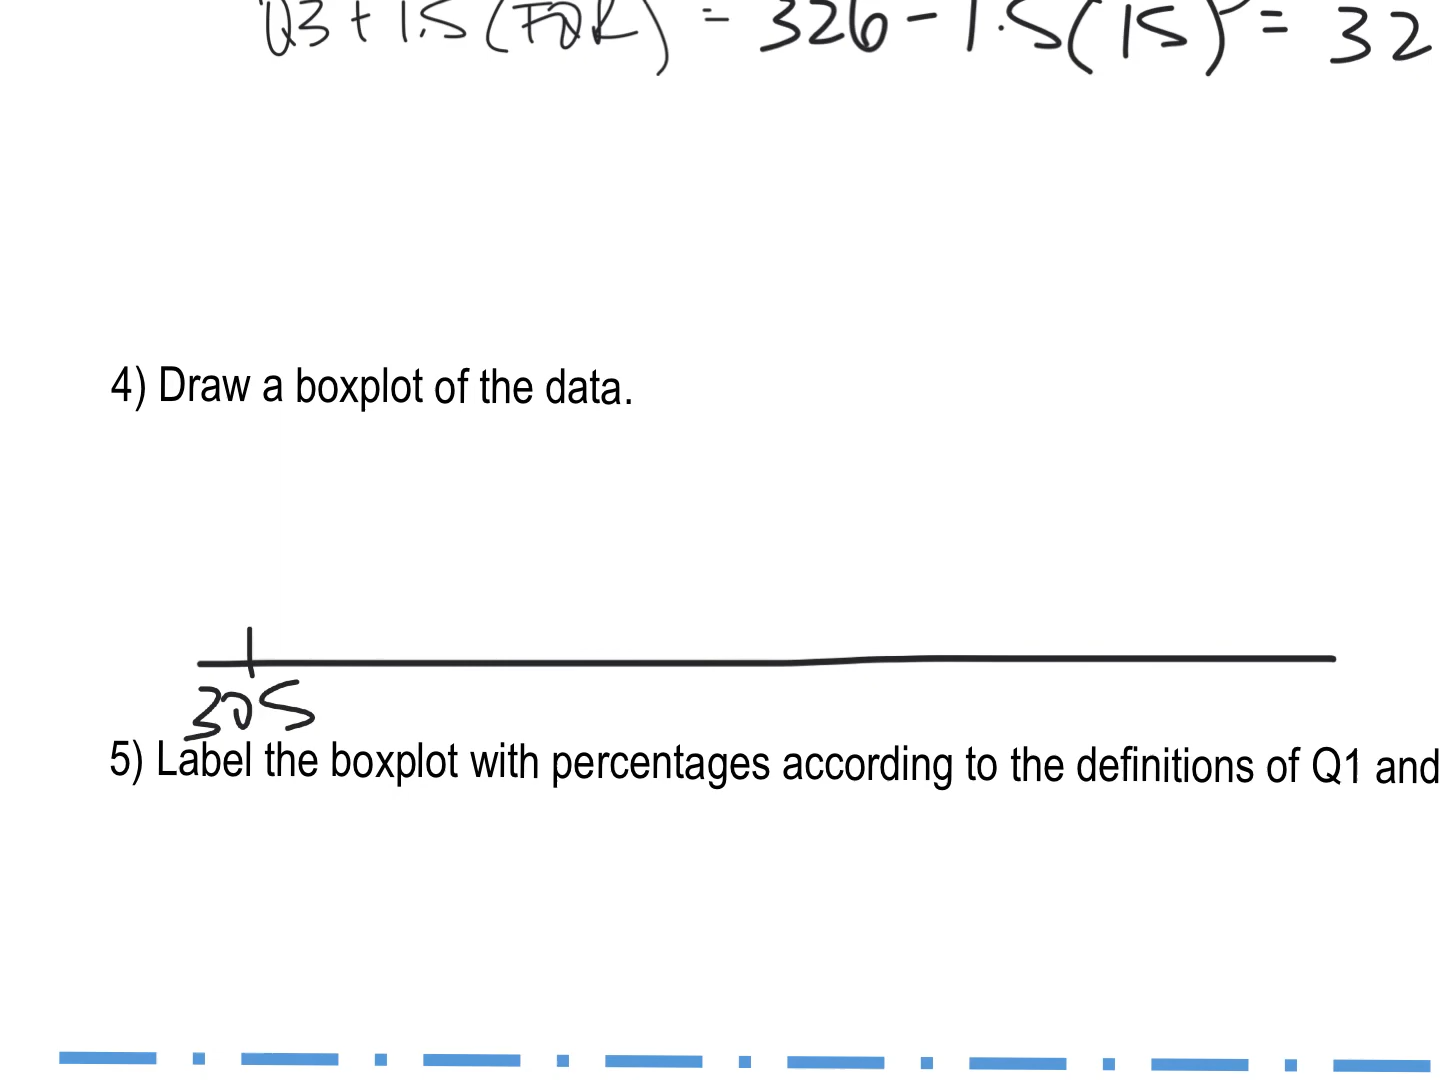 Q3 + 1.5 (IQR) = 326 - 1.5(15) = 32
4) Draw a boxplot of the data.
305
5) Label the boxplot with percentages according to the definitions of Q1 and